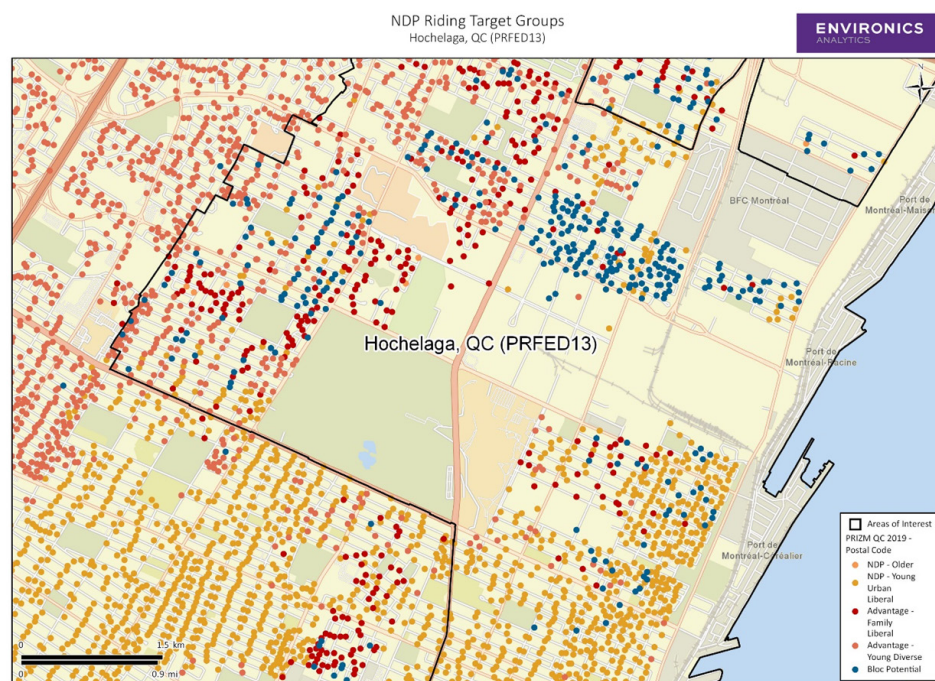 NDP Riding Target Groups
Hochelaga, QC (PRFED13)
ENVIRONICS
ANALYTICS
N
BFC Montréal
Port de
Montréal-Maiser
Hochelaga, QC (PRFED13)
Port de
Montréal-Racine
Port de
Montréal-Céréalier
0 1.5 km
0 0.9 mi
Areas of Interest
PRIZM QC 2019 -
Postal Code
NDP - Older
NDP - Young
Urban
Liberal
Advantage -
Family
Liberal
Advantage -
Young Diverse
Bloc Potential